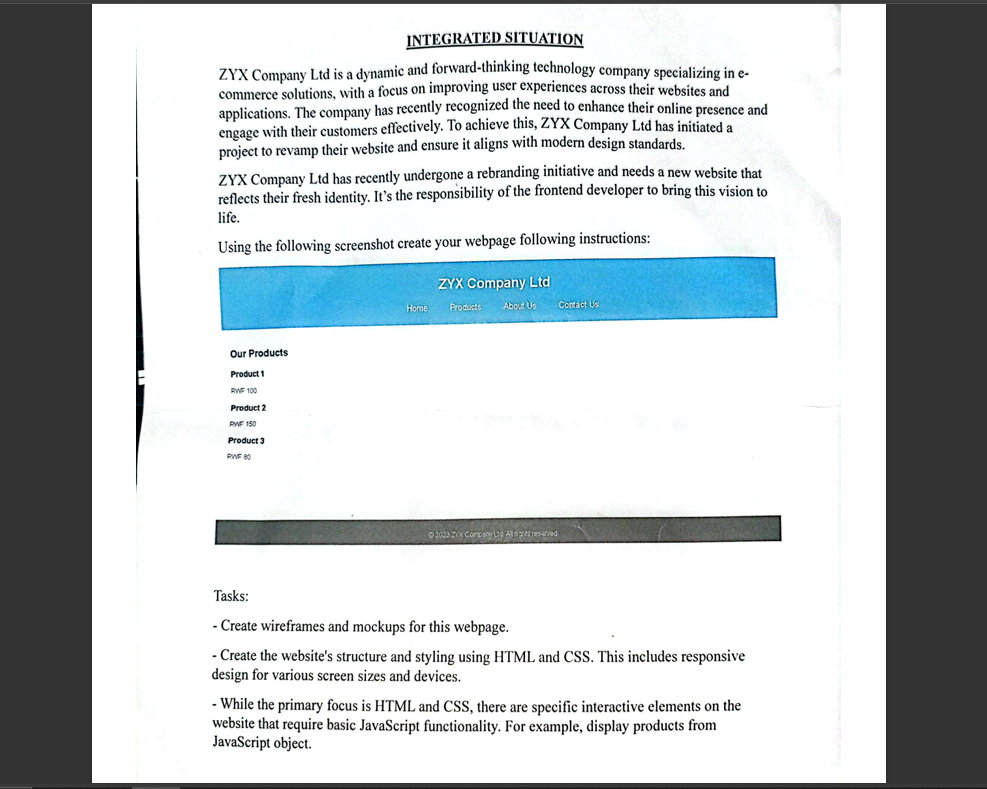 INTEGRATED SITUATION
ZYX Company Ltd is a dynamic and forward-thinking technology company specializing in e-
commerce solutions, with a focus on improving user experiences across their websites and
applications. The company has recently recognized the need to enhance their online presence and
engage with their customers effectively. To achieve this, ZYX Company Ltd has initiated a
project to revamp their website and ensure it aligns with modern design standards.
ZYX Company Ltd has recently undergone a rebranding initiative and needs a new website that
reflects their fresh identity. It's the responsibility of the frontend developer to bring this vision to
life.
Using the following screenshot create your webpage following instructions:
ZYX Company Ltd
Home Products About Us Contact Us
Our Products
Product 1
RWF 100
Product 2
RWF 150
Product 3
RWF 80
© 2023 ZYX Company Ltd. All rights reserved.
Tasks:
- Create wireframes and mockups for this webpage.
- Create the website's structure and styling using HTML and CSS. This includes responsive
design for various screen sizes and devices.
- While the primary focus is HTML and CSS, there are specific interactive elements on the
website that require basic JavaScript functionality. For example, display products from
JavaScript object.